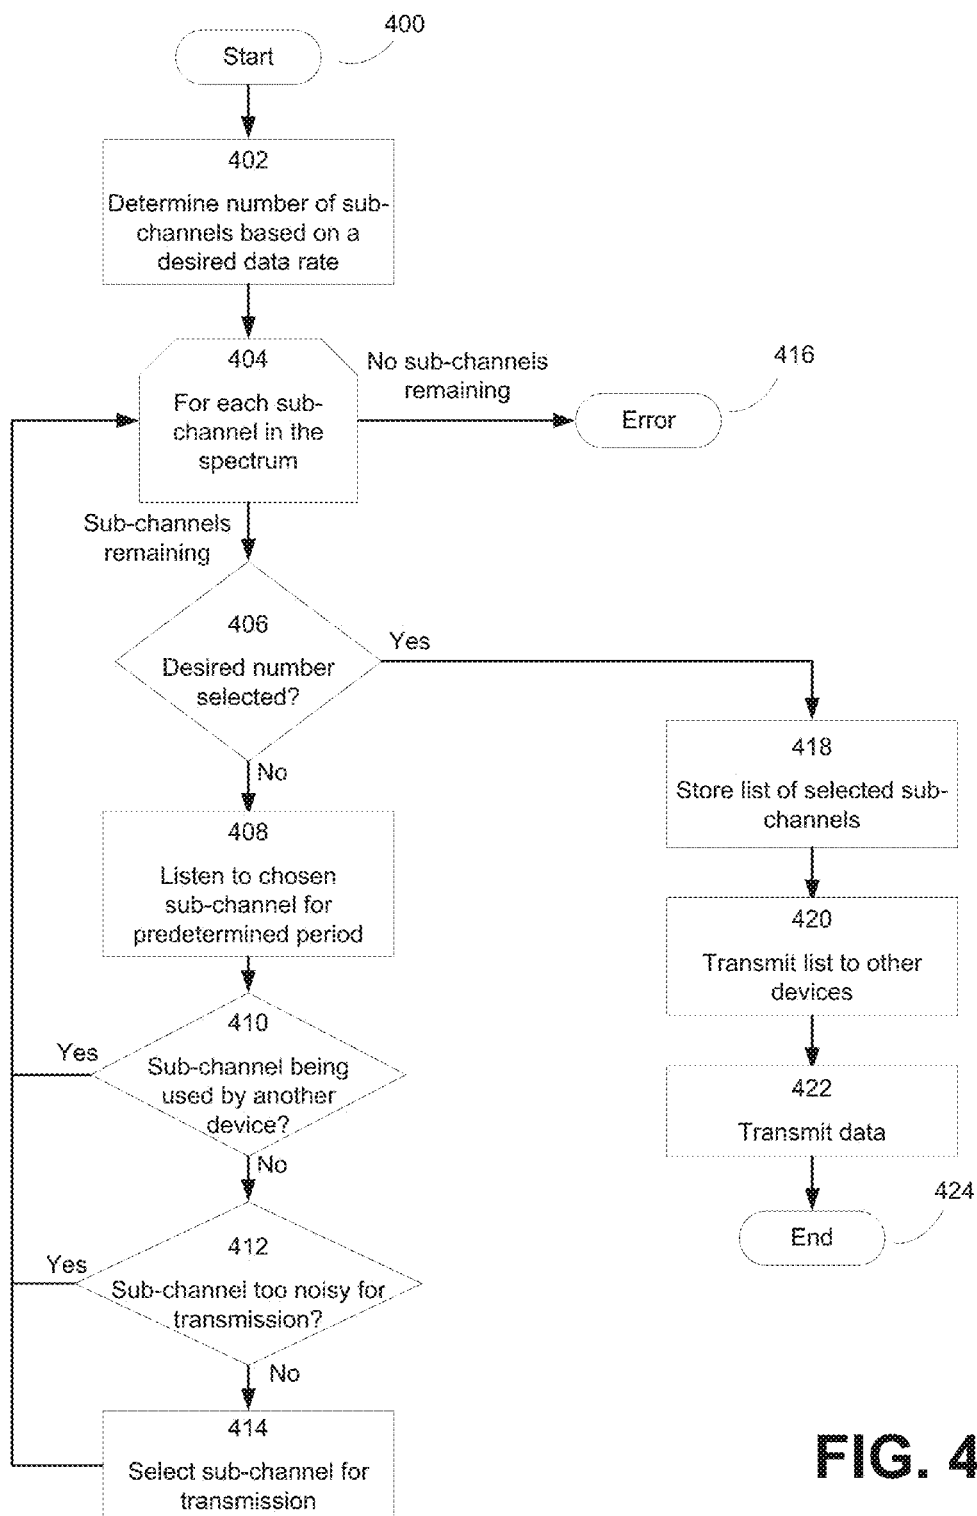 400
Start
402
Determine number of sub-
channels based on a
desired data rate
404
For each sub-
channel in the
spectrum
No sub-channels
remaining
416
Error
Sub-channels
remaining
406
Desired number
selected?
Yes
No
408
Listen to chosen
sub-channel for
predetermined period
410
Sub-channel being
used by another
device?
Yes
No
412
Sub-channel too noisy for
transmission?
Yes
No
414
Select sub-channel for
transmission
418
Store list of selected sub-
channels
420
Transmit list to other
devices
422
Transmit data
424
End
FIG. 4